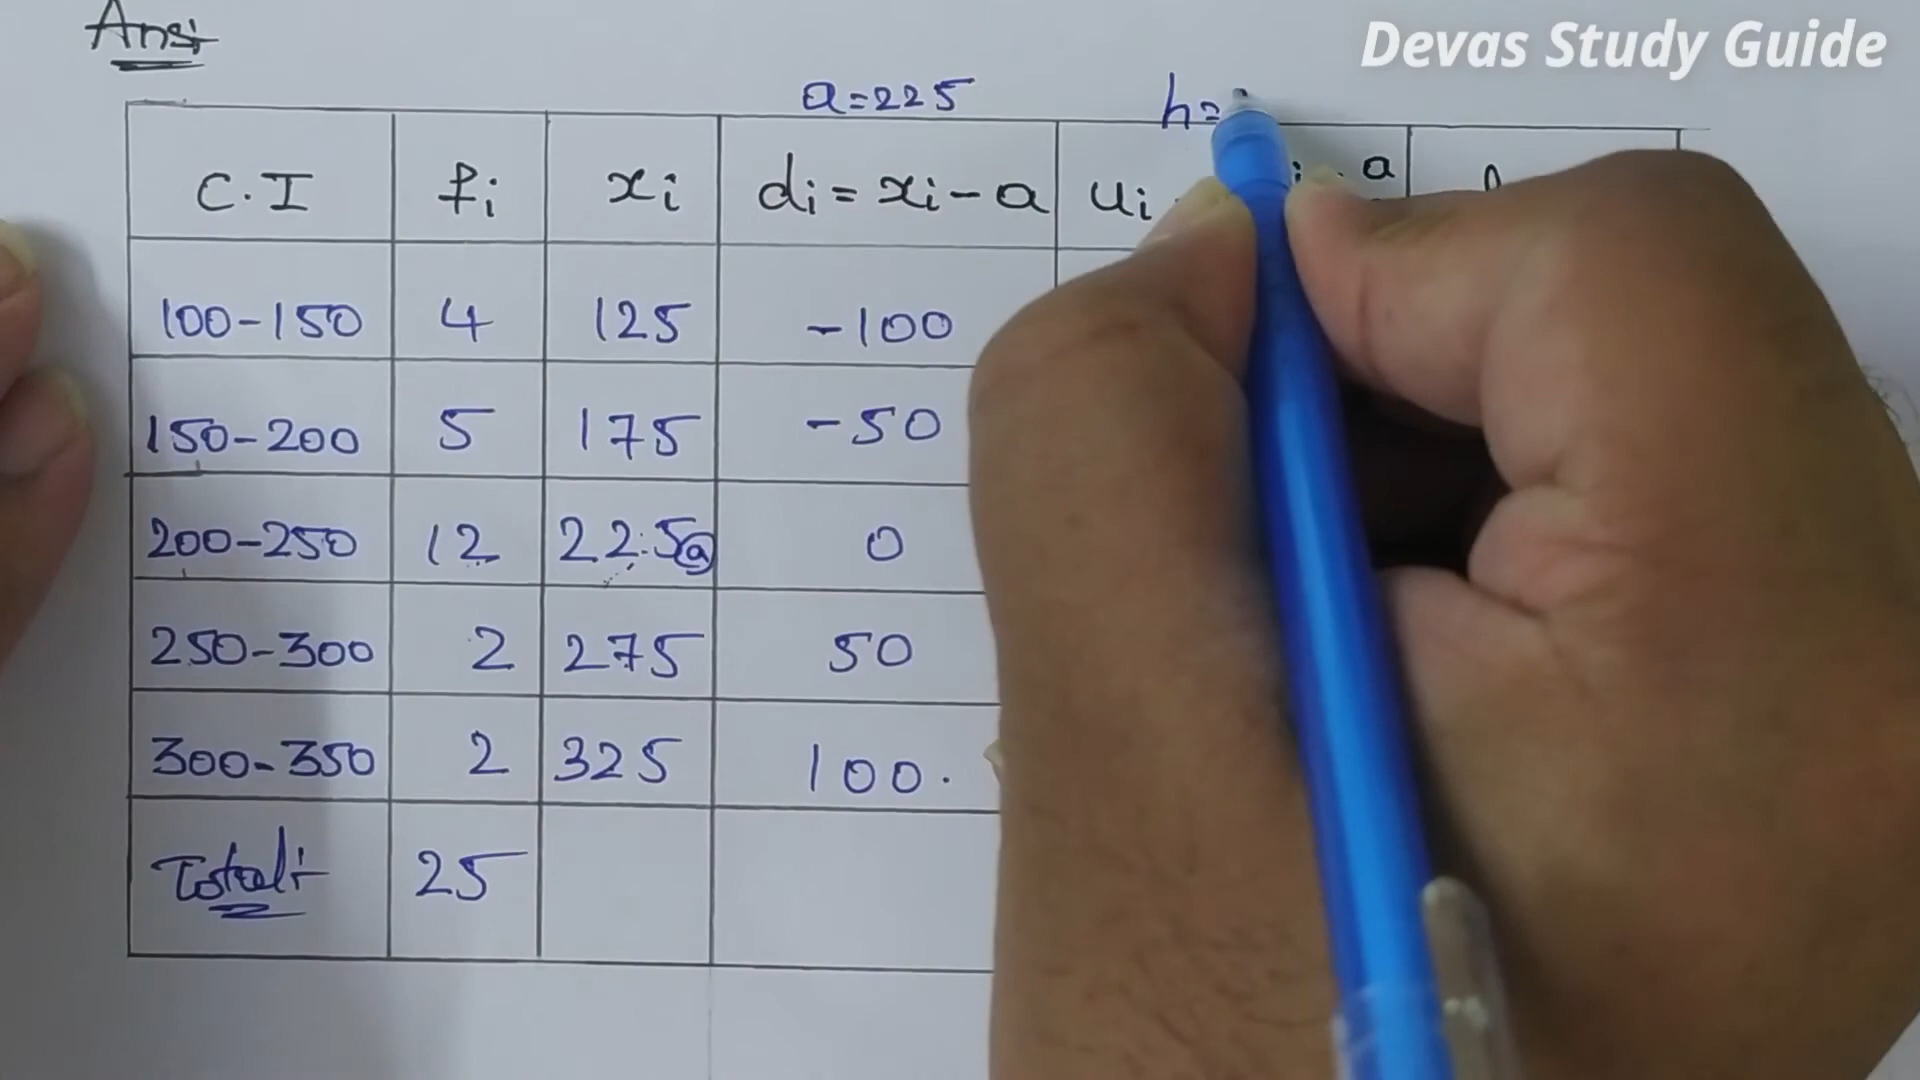 Ans:
Devas Study Guide
a=225 h=
C.I fi xi di = xi - a ui a
100-150 4 125 -100
150-200 5 175 -50
200-250 12 225 a 0
250-300 2 275 50
300-350 2 325 100.
Total:- 25